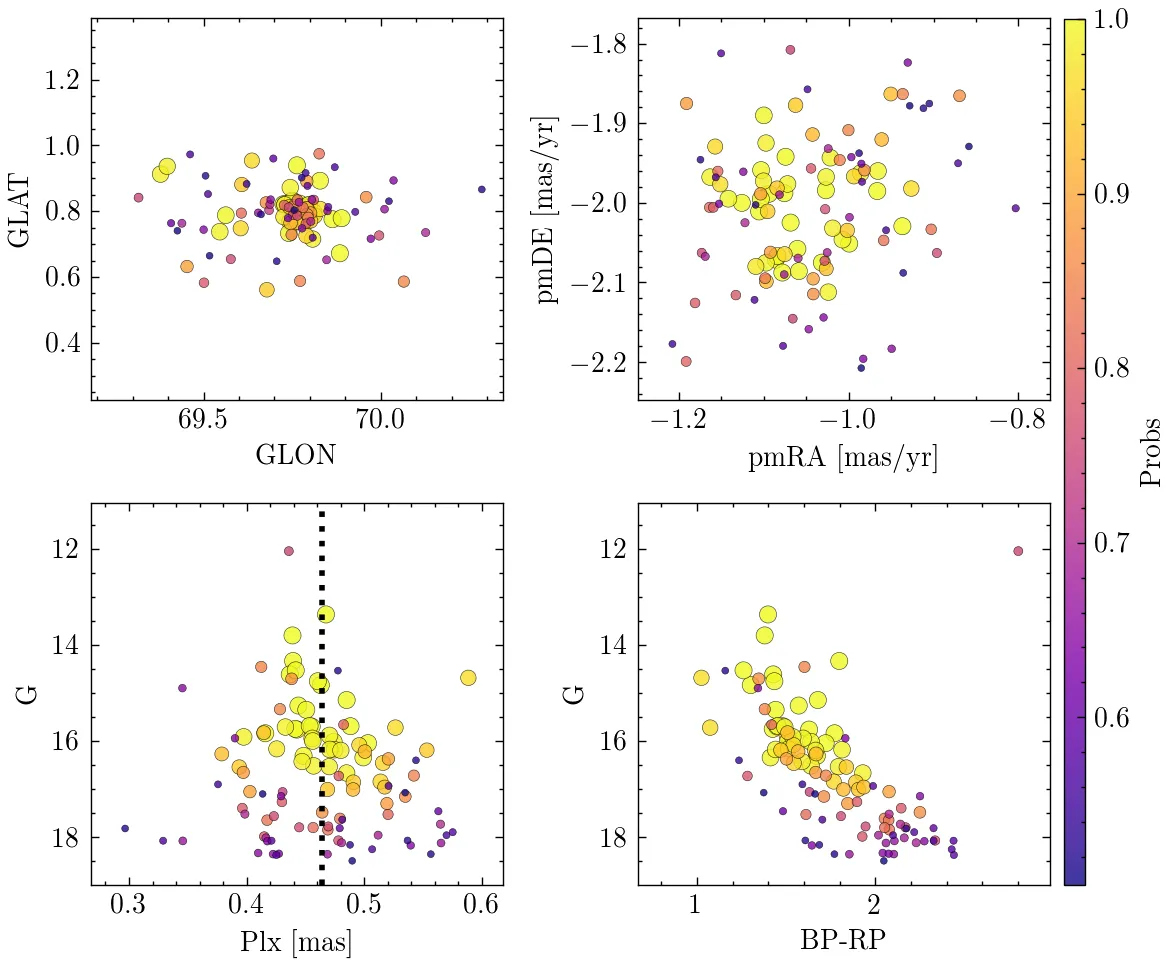 1.2
1.0
0.8
0.6
0.4
GLAT
69.5 70.0
GLON
−1.8
−1.9
−2.0
−2.1
−2.2
pmDE [mas/yr]
−1.2 −1.0 −0.8
pmRA [mas/yr]
12
14
16
18
G
0.3 0.4 0.5 0.6
Plx [mas]
12
14
16
18
G
1 2
BP-RP
1.0
0.9
0.8
0.7
0.6
Probs